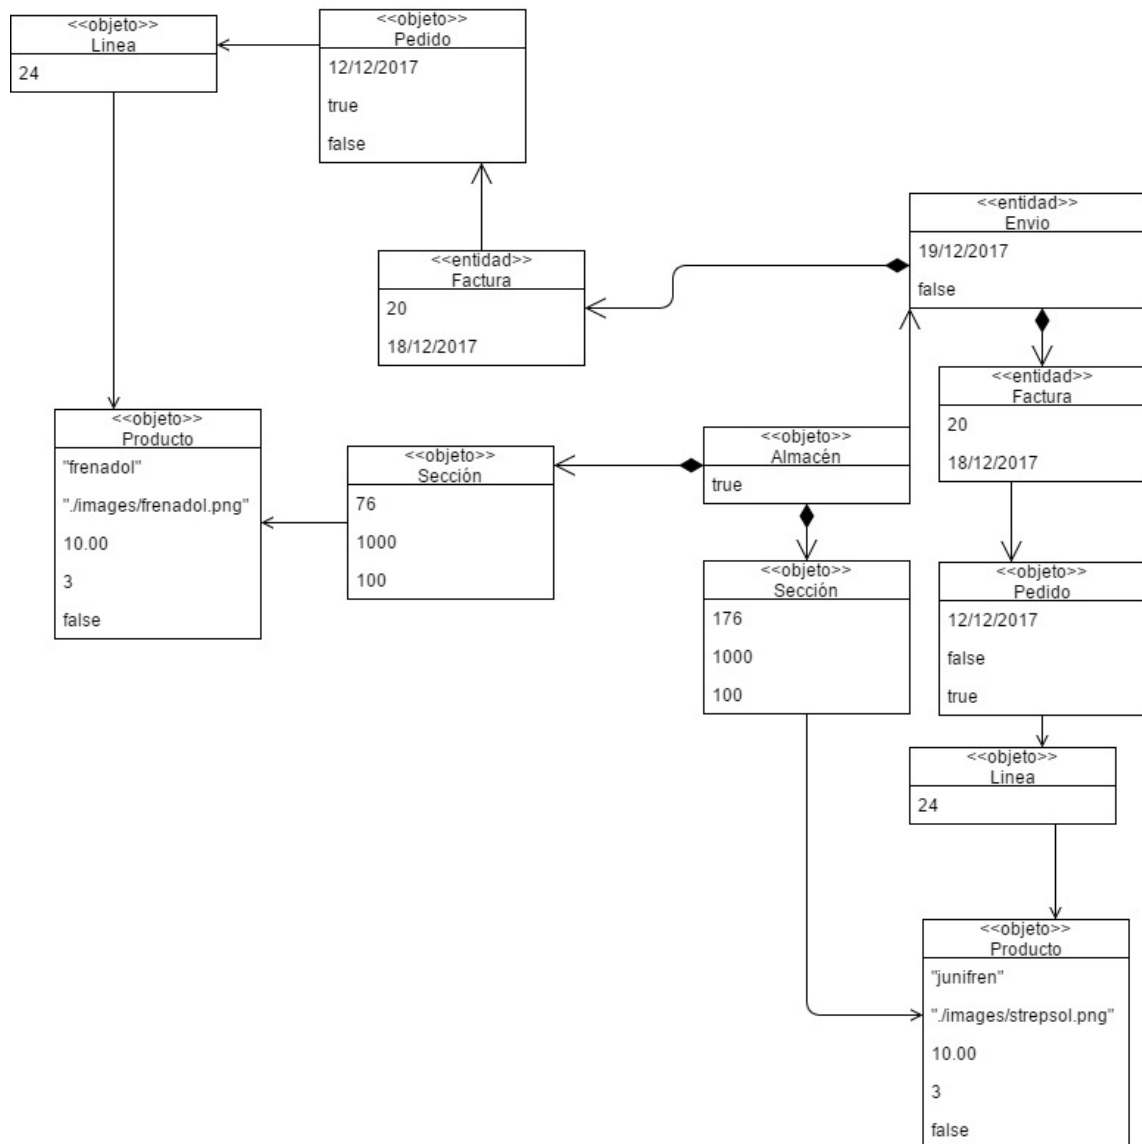 <<objeto>>
Linea
24
<<objeto>>
Pedido
12/12/2017
true
false
<<entidad>>
Envio
19/12/2017
false
<<entidad>>
Factura
20
18/12/2017
<<entidad>>
Factura
20
18/12/2017
<<objeto>>
Producto
"frenadol"
"./images/frenadol.png"
10.00
3
false
<<objeto>>
Sección
76
1000
100
<<objeto>>
Almacén
true
<<objeto>>
Sección
176
1000
100
<<objeto>>
Pedido
12/12/2017
false
true
<<objeto>>
Linea
24
<<objeto>>
Producto
"junifren"
"./images/strepsol.png"
10.00
3
false